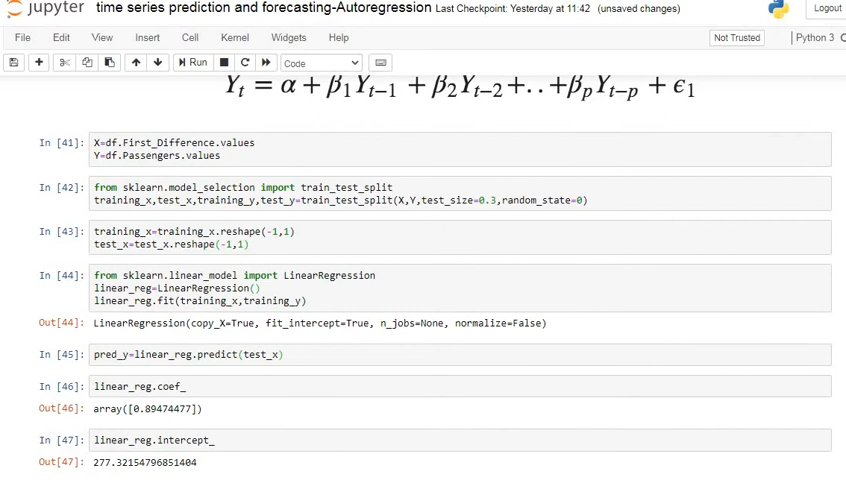 jupyter time series prediction and forecasting-Autoregression Last Checkpoint: Yesterday at 11:42 (unsaved changes) Logout
File Edit View Insert Cell Kernel Widgets Help Not Trusted Python 3
Run Code
Yt = α + β1Yt−1 + β2Yt−2+..+βpYt−p + ϵ1
In [41]: X=df.First_Difference.values
Y=df.Passengers.values
In [42]: from sklearn.model_selection import train_test_split
training_x,test_x,training_y,test_y=train_test_split(X,Y,test_size=0.3,random_state=0)
In [43]: training_x=training_x.reshape(-1,1)
test_x=test_x.reshape(-1,1)
In [44]: from sklearn.linear_model import LinearRegression
linear_reg=LinearRegression()
linear_reg.fit(training_x,training_y)
Out[44]: LinearRegression(copy_X=True, fit_intercept=True, n_jobs=None, normalize=False)
In [45]: pred_y=linear_reg.predict(test_x)
In [46]: linear_reg.coef_
Out[46]: array([0.89474477])
In [47]: linear_reg.intercept_
Out[47]: 277.32154796851404